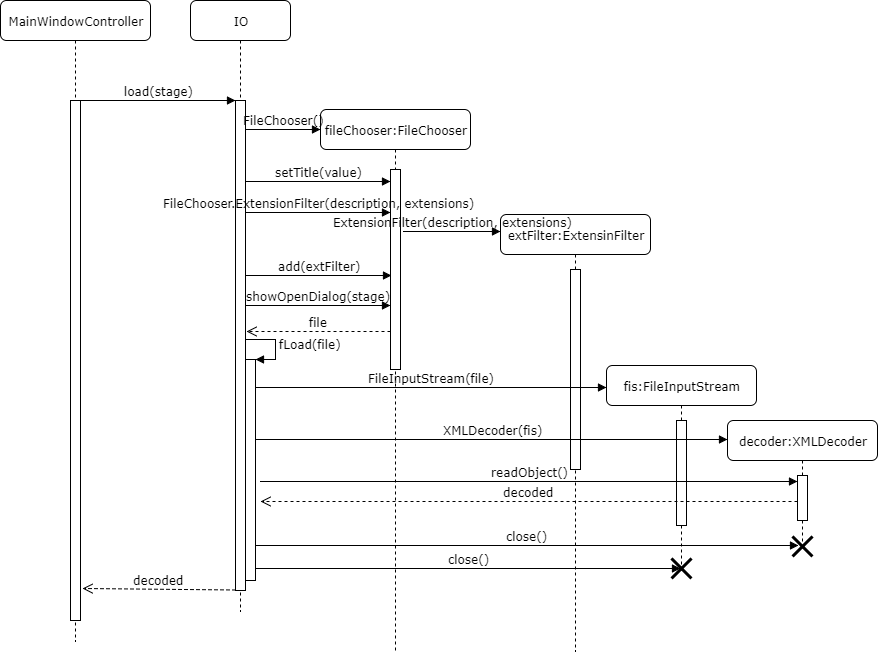 MainWindowController
IO
load(stage)
FileChooser()
fileChooser:FileChooser
setTitle(value)
FileChooser.ExtensionFilter(description, extensions)
ExtensionFilter(description, extensions)
extFilter:ExtensinFilter
add(extFilter)
showOpenDialog(stage)
file
fLoad(file)
FileInputStream(file)
fis:FileInputStream
XMLDecoder(fis)
decoder:XMLDecoder
readObject()
decoded
close()
close()
decoded